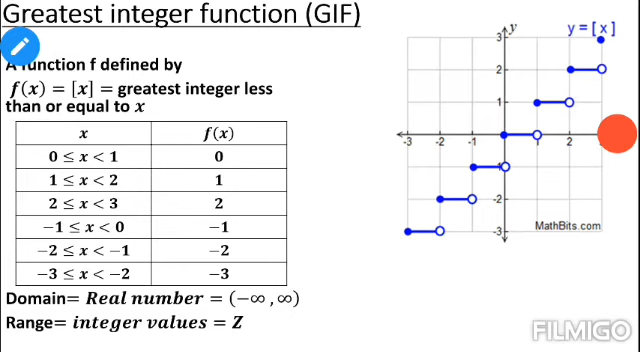 Greatest integer function (GIF)
A function f defined by
f(x) = [x] = greatest integer less
than or equal to x
x f(x)
0 ≤ x < 1 0
1 ≤ x < 2 1
2 ≤ x < 3 2
−1 ≤ x < 0 −1
−2 ≤ x < −1 −2
−3 ≤ x < −2 −3
Domain= Real number = (−∞ , ∞)
Range= integer values = Z
y = [ x ]
y
3
2
1
-3 -2 -1 1 2
-1
-2
-3
MathBits.com
FILMIGO